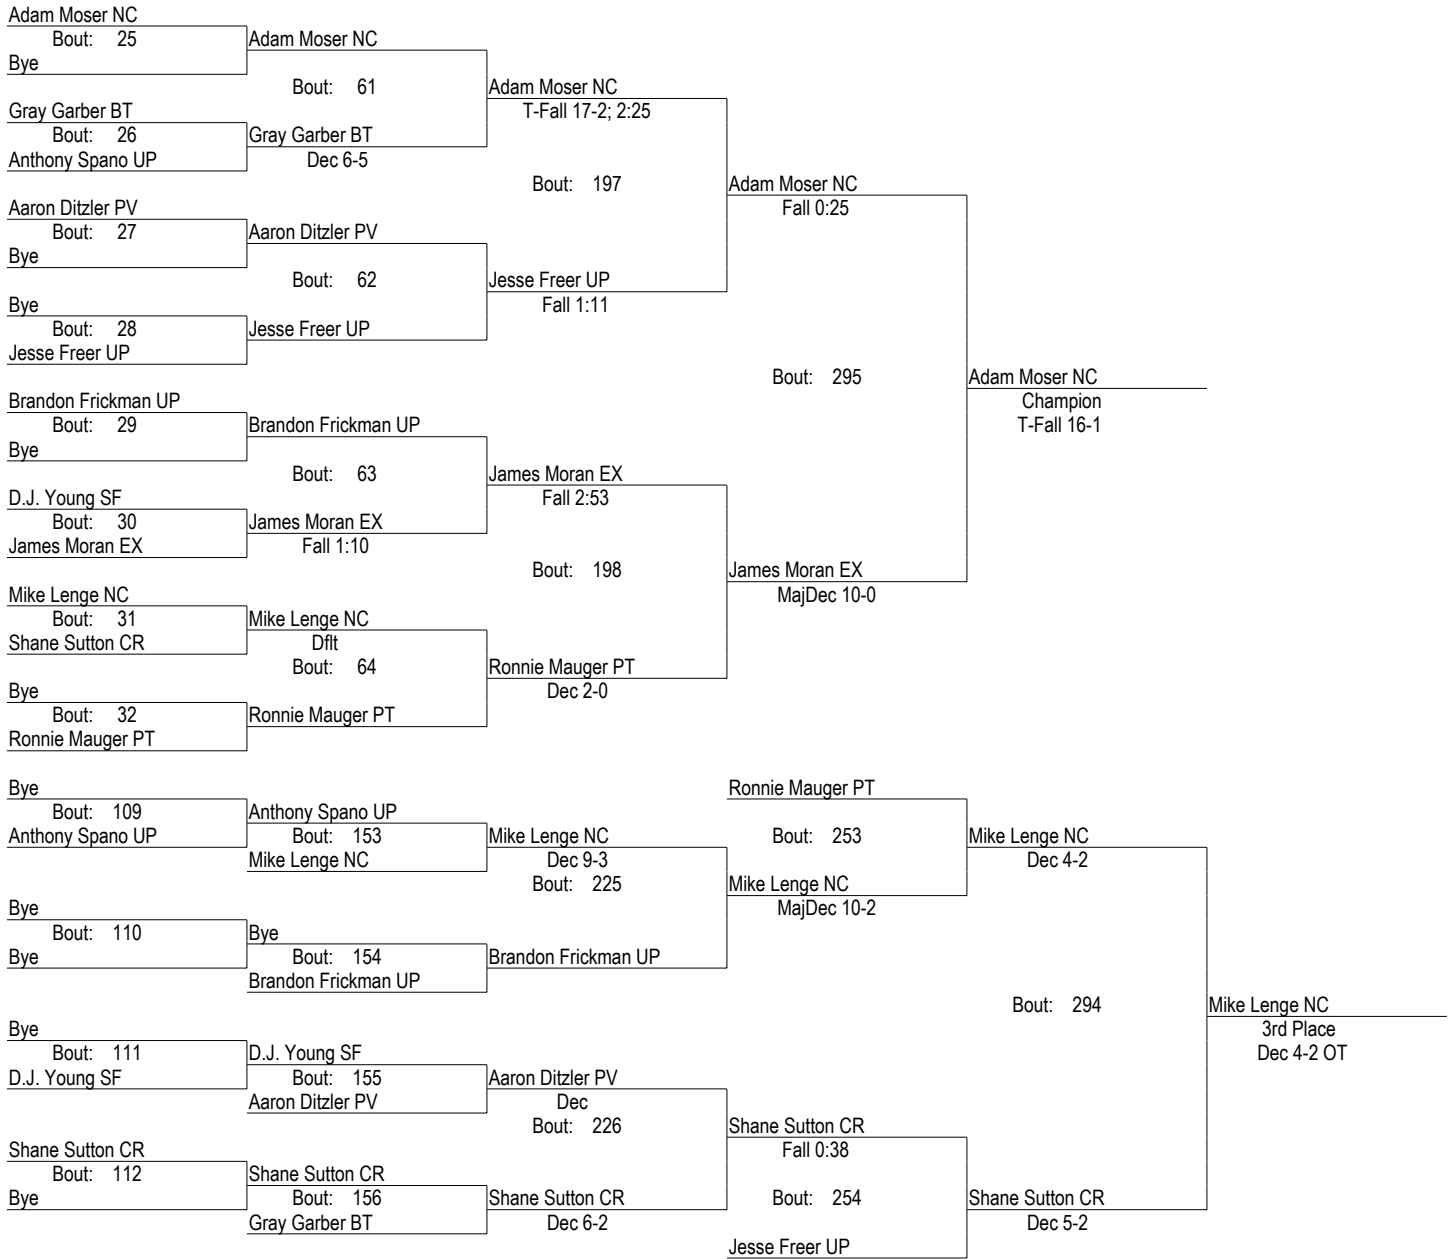 Adam Moser NC
Bout: 25
Adam Moser NC
Bye
Bout: 61
Adam Moser NC
Gray Garber BT
T-Fall 17-2; 2:25
Bout: 26
Gray Garber BT
Anthony Spano UP
Dec 6-5
Bout: 197
Adam Moser NC
Aaron Ditzler PV
Fall 0:25
Bout: 27
Aaron Ditzler PV
Bye
Bout: 62
Jesse Freer UP
Bye
Fall 1:11
Bout: 28
Jesse Freer UP
Jesse Freer UP
Bout: 295
Adam Moser NC
Brandon Frickman UP
Champion
Bout: 29
Brandon Frickman UP
T-Fall 16-1
Bye
Bout: 63
James Moran EX
D.J. Young SF
Fall 2:53
Bout: 30
James Moran EX
James Moran EX
Fall 1:10
Bout: 198
James Moran EX
Mike Lenge NC
MajDec 10-0
Bout: 31
Mike Lenge NC
Shane Sutton CR
Dflt
Bout: 64
Ronnie Mauger PT
Bye
Dec 2-0
Bout: 32
Ronnie Mauger PT
Ronnie Mauger PT
Bye
Ronnie Mauger PT
Bout: 109
Anthony Spano UP
Anthony Spano UP
Bout: 153
Mike Lenge NC
Bout: 253
Mike Lenge NC
Mike Lenge NC
Dec 9-3
Dec 4-2
Bout: 225
Mike Lenge NC
Bye
MajDec 10-2
Bout: 110
Bye
Bye
Bout: 154
Brandon Frickman UP
Brandon Frickman UP
Bout: 294
Mike Lenge NC
Bye
3rd Place
Bout: 111
D.J. Young SF
Dec 4-2 OT
D.J. Young SF
Bout: 155
Aaron Ditzler PV
Aaron Ditzler PV
Dec
Bout: 226
Shane Sutton CR
Shane Sutton CR
Fall 0:38
Bout: 112
Shane Sutton CR
Bye
Bout: 156
Shane Sutton CR
Bout: 254
Shane Sutton CR
Gray Garber BT
Dec 6-2
Dec 5-2
Jesse Freer UP